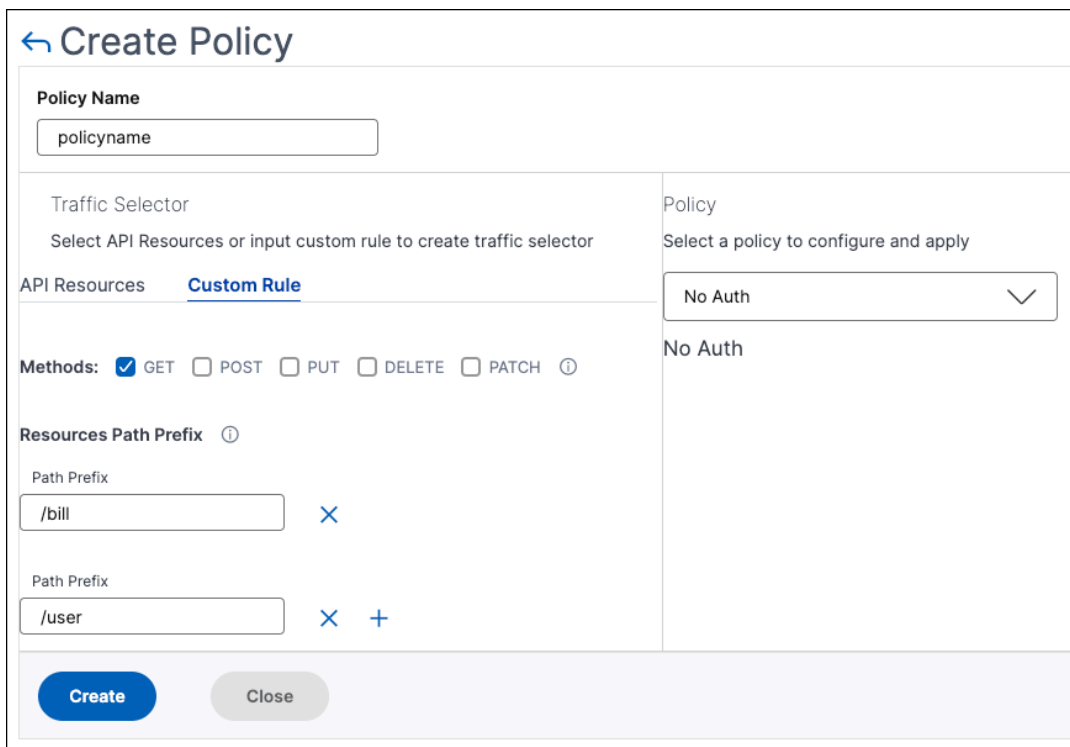 Create Policy
Policy Name
policyname
Traffic Selector
Select API Resources or input custom rule to create traffic selector
API Resources Custom Rule
Methods: GET POST PUT DELETE PATCH
Resources Path Prefix
Path Prefix
/bill
Path Prefix
/user
Policy
Select a policy to configure and apply
No Auth
No Auth
Create Close